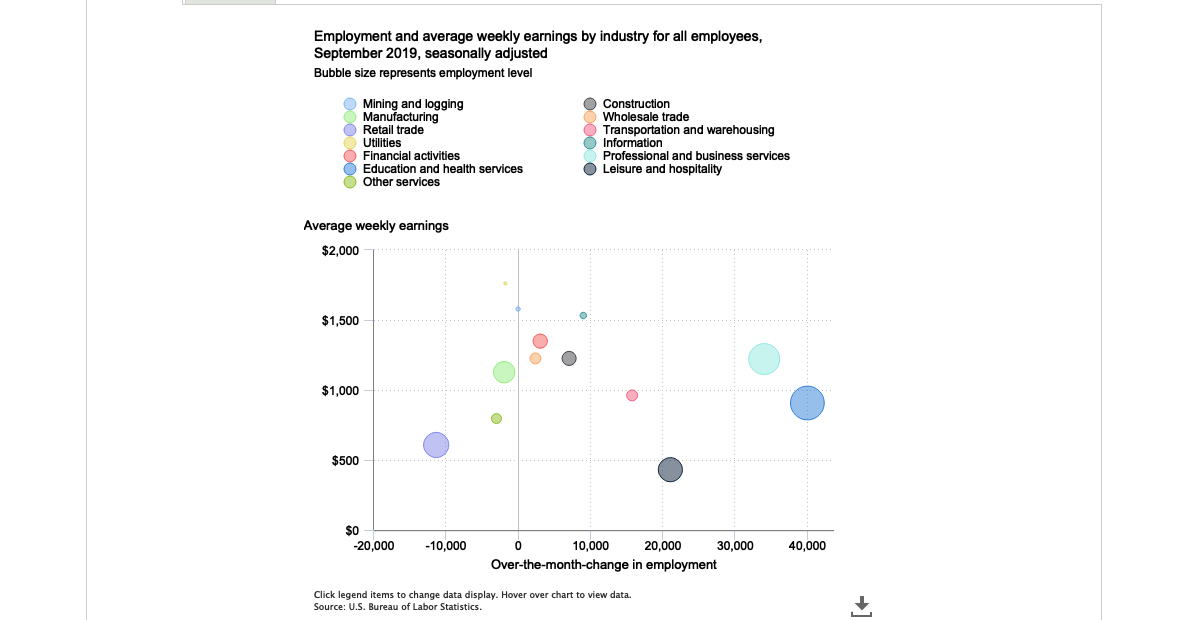 Employment and average weekly earnings by industry for all employees,
September 2019, seasonally adjusted
Bubble size represents employment level
Mining and logging
Manufacturing
Retail trade
Utilities
Financial activities
Education and health services
Other services
Construction
Wholesale trade
Transportation and warehousing
Information
Professional and business services
Leisure and hospitality
Average weekly earnings
$2,000
$1,500
$1,000
$500
$0
-20,000 -10,000 0 10,000 20,000 30,000 40,000
Over-the-month-change in employment
Click legend items to change data display. Hover over chart to view data.
Source: U.S. Bureau of Labor Statistics.